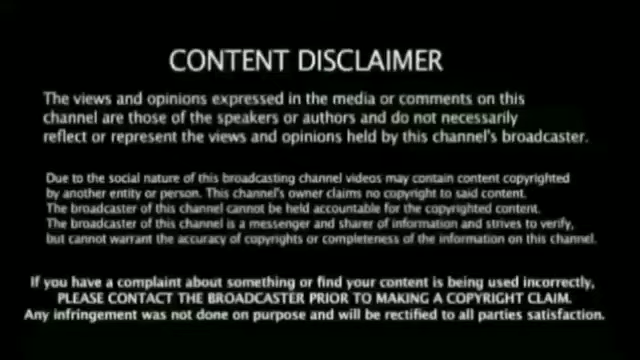 CONTENT DISCLAIMER
The views and opinions expressed in the media or comments on this
channel are those of the speakers or authors and do not necessarily
reflect or represent the views and opinions held by this channel's broadcaster.
Due to the social nature of this broadcasting channel videos may contain content copyrighted
by another entity or person. This channel's owner claims no copyright to said content.
The broadcaster of this channel cannot be held accountable for the copyrighted content.
The broadcaster of this channel is a messenger and sharer of information and strives to verify,
but cannot warrant the accuracy of copyrights or completeness of the information on this channel.
If you have a complaint about something or find your content is being used incorrectly,
PLEASE CONTACT THE BROADCASTER PRIOR TO MAKING A COPYRIGHT CLAIM.
Any infringement was not done on purpose and will be rectified to all parties satisfaction.